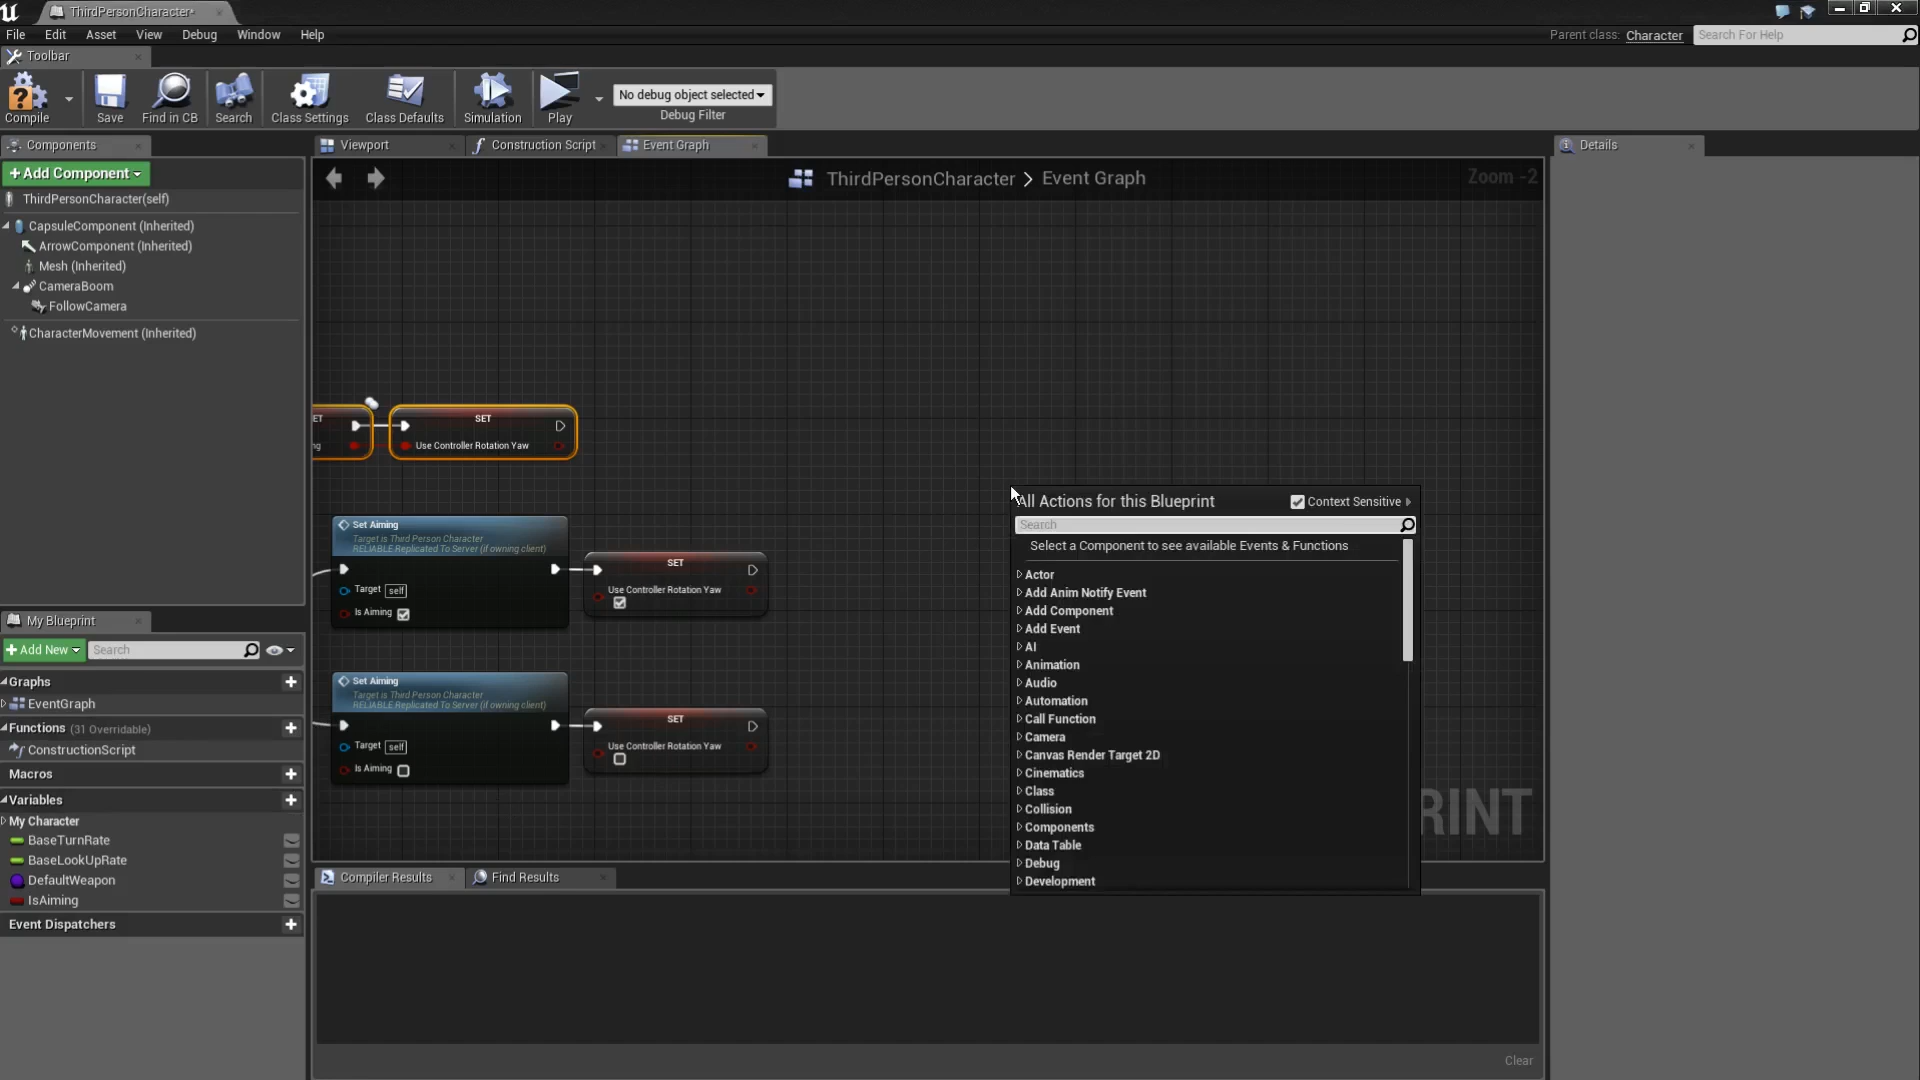 ThirdPersonCharacter*
File Edit Asset View Debug Window Help
Parent class: Character
Search For Help
Toolbar
Compile
Save
Find in CB
Search
Class Settings
Class Defaults
Simulation
Play
No debug object selected
Debug Filter
Components
+Add Component
ThirdPersonCharacter(self)
CapsuleComponent (Inherited)
ArrowComponent (Inherited)
Mesh (Inherited)
CameraBoom
FollowCamera
CharacterMovement (Inherited)
My Blueprint
+Add New
Search
Graphs
EventGraph
Functions (31 Overridable)
ConstructionScript
Macros
Variables
My Character
BaseTurnRate
BaseLookUpRate
DefaultWeapon
IsAiming
Event Dispatchers
Viewport
Construction Script
Event Graph
ThirdPersonCharacter > Event Graph
Zoom -2
ET
ng
SET
Use Controller Rotation Yaw
Set Aiming
Target is Third Person Character
RELIABLE Replicated To Server (if owning client)
Target self
Is Aiming
SET
Use Controller Rotation Yaw
Set Aiming
Target is Third Person Character
RELIABLE Replicated To Server (if owning client)
Target self
Is Aiming
SET
Use Controller Rotation Yaw
RINT
All Actions for this Blueprint
Context Sensitive
Search
Select a Component to see available Events & Functions
Actor
Add Anim Notify Event
Add Component
Add Event
AI
Animation
Audio
Automation
Call Function
Camera
Canvas Render Target 2D
Cinematics
Class
Collision
Components
Data Table
Debug
Development
Compiler Results
Find Results
Clear
Details